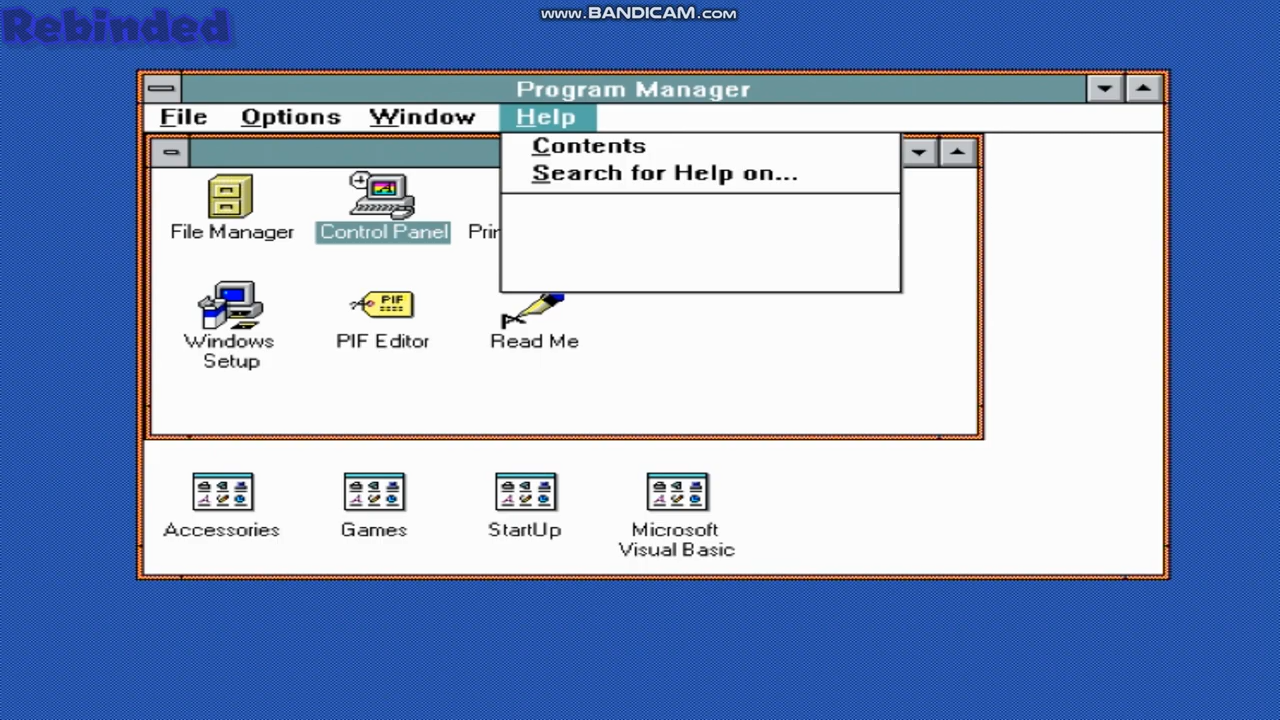 Rebinded
www.BANDICAM.com
Program Manager
File Options Window Help
Contents
Search for Help on...
File Manager
Control Panel
Windows
Setup
PIF Editor
Read Me
Accessories
Games
StartUp
Microsoft
Visual Basic